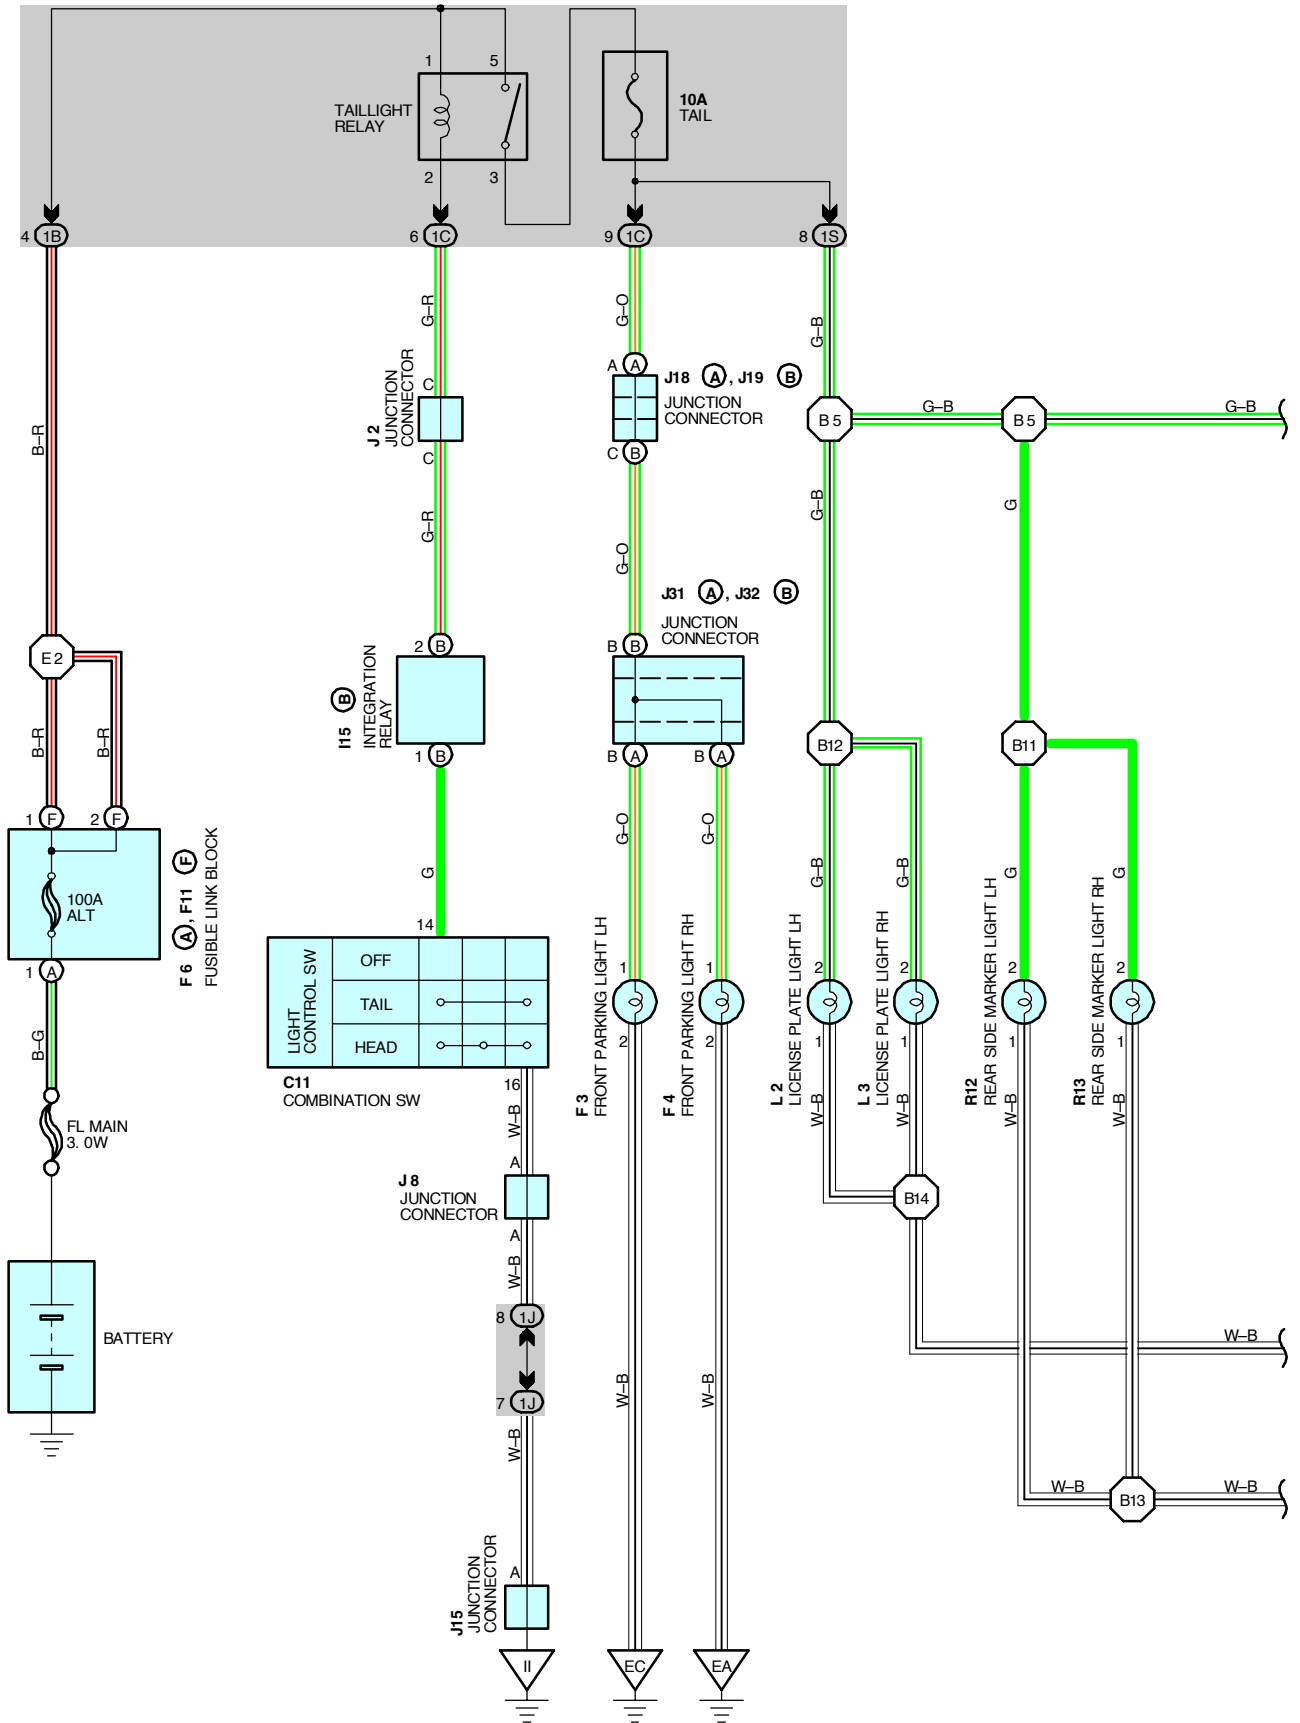 1
5
TAILLIGHT
RELAY
2
3
10A
TAIL
4 1B
6 1C
9 1C
8 1S
B–R
G–R
G–O
G–B
C
J 2
JUNCTION
CONNECTOR
C
A A
J18 A , J19 B
JUNCTION
CONNECTOR
C B
B 5
G–B
B 5
G–B
G–R
G–O
G–B
G
J31 A , J32 B
JUNCTION
CONNECTOR
E 2
2 B
I15 B
INTEGRATION
RELAY
1 B
B B
B A
B A
B12
B11
B–R
B–R
1 F
2 F
100A
ALT
F 6 A , F11 F
FUSIBLE LINK BLOCK
1 A
B–G
FL MAIN
3. 0W
BATTERY
G
14
LIGHT
CONTROL SW
OFF
TAIL
HEAD
C11
COMBINATION SW
16
W–B
A
J 8
JUNCTION
CONNECTOR
A
W–B
8 1J
7 1J
W–B
A
J15
JUNCTION
CONNECTOR
II
G–O
G–O
G–B
G–B
G
G
1
F 3
FRONT PARKING LIGHT LH
2
1
F 4
FRONT PARKING LIGHT RH
2
2
L 2
LICENSE PLATE LIGHT LH
1
2
L 3
LICENSE PLATE LIGHT RH
1
2
R12
REAR SIDE MARKER LIGHT LH
1
2
R13
REAR SIDE MARKER LIGHT RH
1
W–B
W–B
W–B
W–B
B14
W–B
W–B
W–B
W–B
B13
W–B
EC
EA